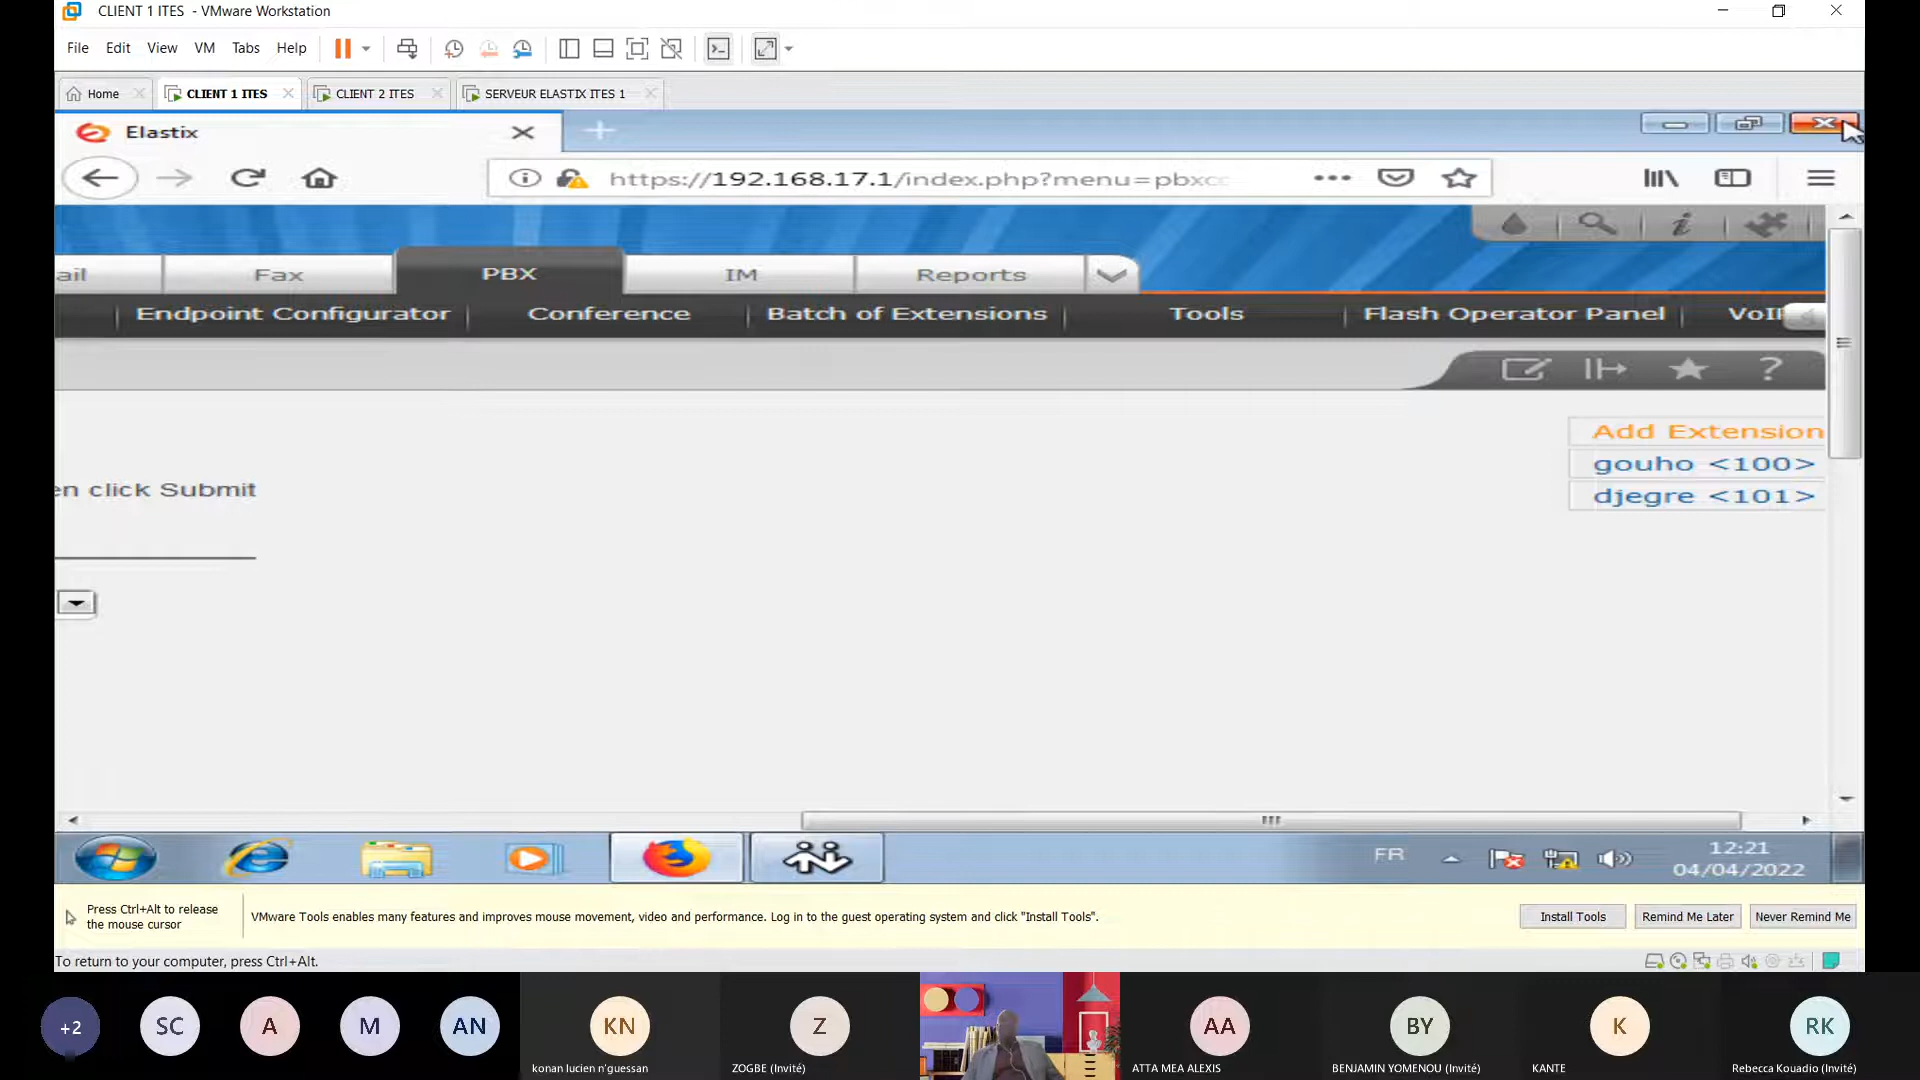 CLIENT 1 ITES - VMware Workstation
File Edit View VM Tabs Help
Home CLIENT 1 ITES CLIENT 2 ITES SERVEUR ELASTIX ITES 1
Elastix
https://192.168.17.1/index.php?menu=pbxc
ail Fax PBX IM Reports
Endpoint Configurator Conference Batch of Extensions Tools Flash Operator Panel VoI
Add Extension
gouho <100>
en click Submit
djegre <101>
FR
12:21
04/04/2022
Press Ctrl+Alt to release
the mouse cursor
VMware Tools enables many features and improves mouse movement, video and performance. Log in to the guest operating system and click "Install Tools".
Install Tools Remind Me Later Never Remind Me
To return to your computer, press Ctrl+Alt.
+2 SC A M AN KN Z AA BY K RK
konan lucien n'guessan ZOGBE (Invité) ATTA MEA ALEXIS BENJAMIN YOMENOU (Invité) KANTE Rebecca Kouadio (Invité)